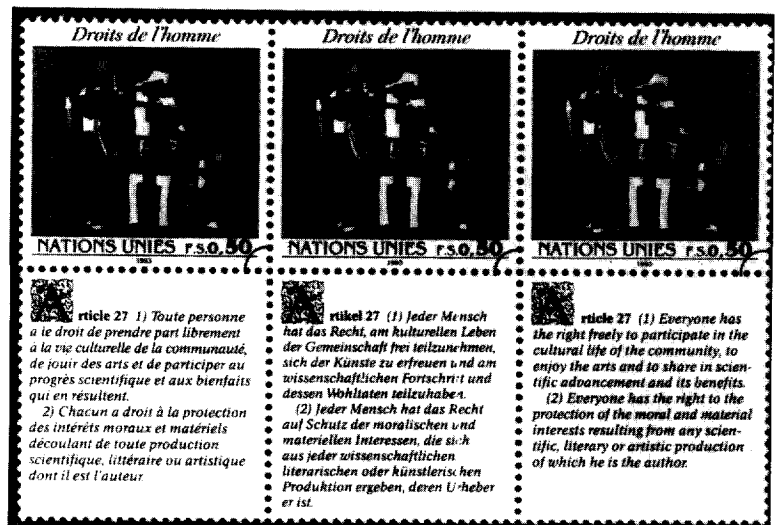 Droits de l'homme
NATIONS UNIES F.S.0,50
1993
Article 27 1) Toute personne
a le droit de prendre part librement
à la vie culturelle de la communauté,
de jouir des arts et de participer au
progrès scientifique et aux bienfaits
qui en résultent.
2) Chacun a droit à la protection
des intérêts moraux et matériels
découlant de toute production
scientifique, littéraire ou artistique
dont il est l'auteur
Droits de l'homme
NATIONS UNIES F.S.0,50
1993
Artikel 27 (1) Jeder Mensch
hat das Recht, am kulturellen Leben
der Gemeinschaft frei teilzunehmen,
sich der Künste zu erfreuen und am
wissenschaftlichen Fortschritt und
dessen Wohltaten teilzuhaben.
(2) Jeder Mensch hat das Recht
auf Schutz der moralischen und
materiellen Interessen, die sich
aus jeder wissenschaftlichen
literarischen oder künstlerischen
Produktion ergeben, deren Urheber
er ist.
Droits de l'homme
NATIONS UNIES F.S.0,50
1993
Article 27 (1) Everyone has
the right freely to participate in the
cultural life of the community, to
enjoy the arts and to share in scien-
tific advancement and its benefits.
(2) Everyone has the right to the
protection of the moral and material
interests resulting from any scien-
tific, literary or artistic production
of which he is the author.